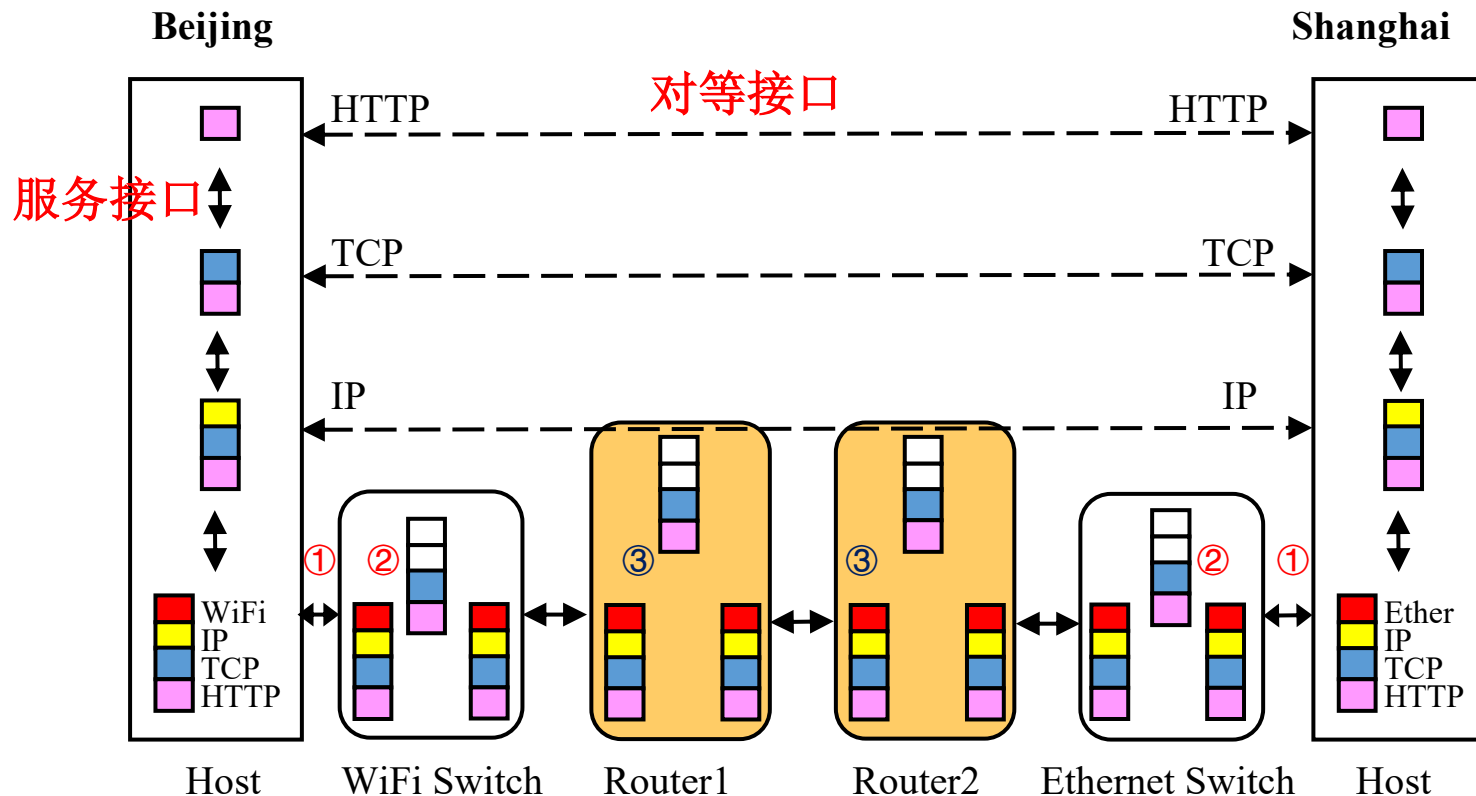 Beijing
Shanghai
对等接口
HTTP
HTTP
服务接口
TCP
TCP
IP
IP
①
②
③
③
②
①
WiFi
IP
TCP
HTTP
Ether
IP
TCP
HTTP
Host
WiFi Switch
Router1
Router2
Ethernet Switch
Host